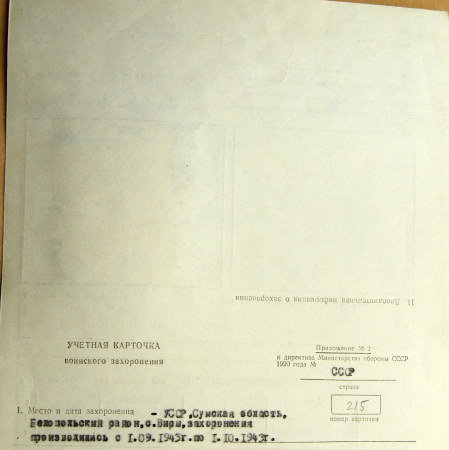 11. Дополнительная информация о захоронении
УЧЕТНАЯ КАРТОЧКА
воинского захоронения
Приложение № 2
к директиве Министерства обороны СССР
1990 года №
СССР
страна
215
номер карточки
1. Место и дата захоронения - УССР,Сумская область,
Белопольский район,с.Виры,захоронения
производились с 1.09.1943г.по 1.10.1943г.